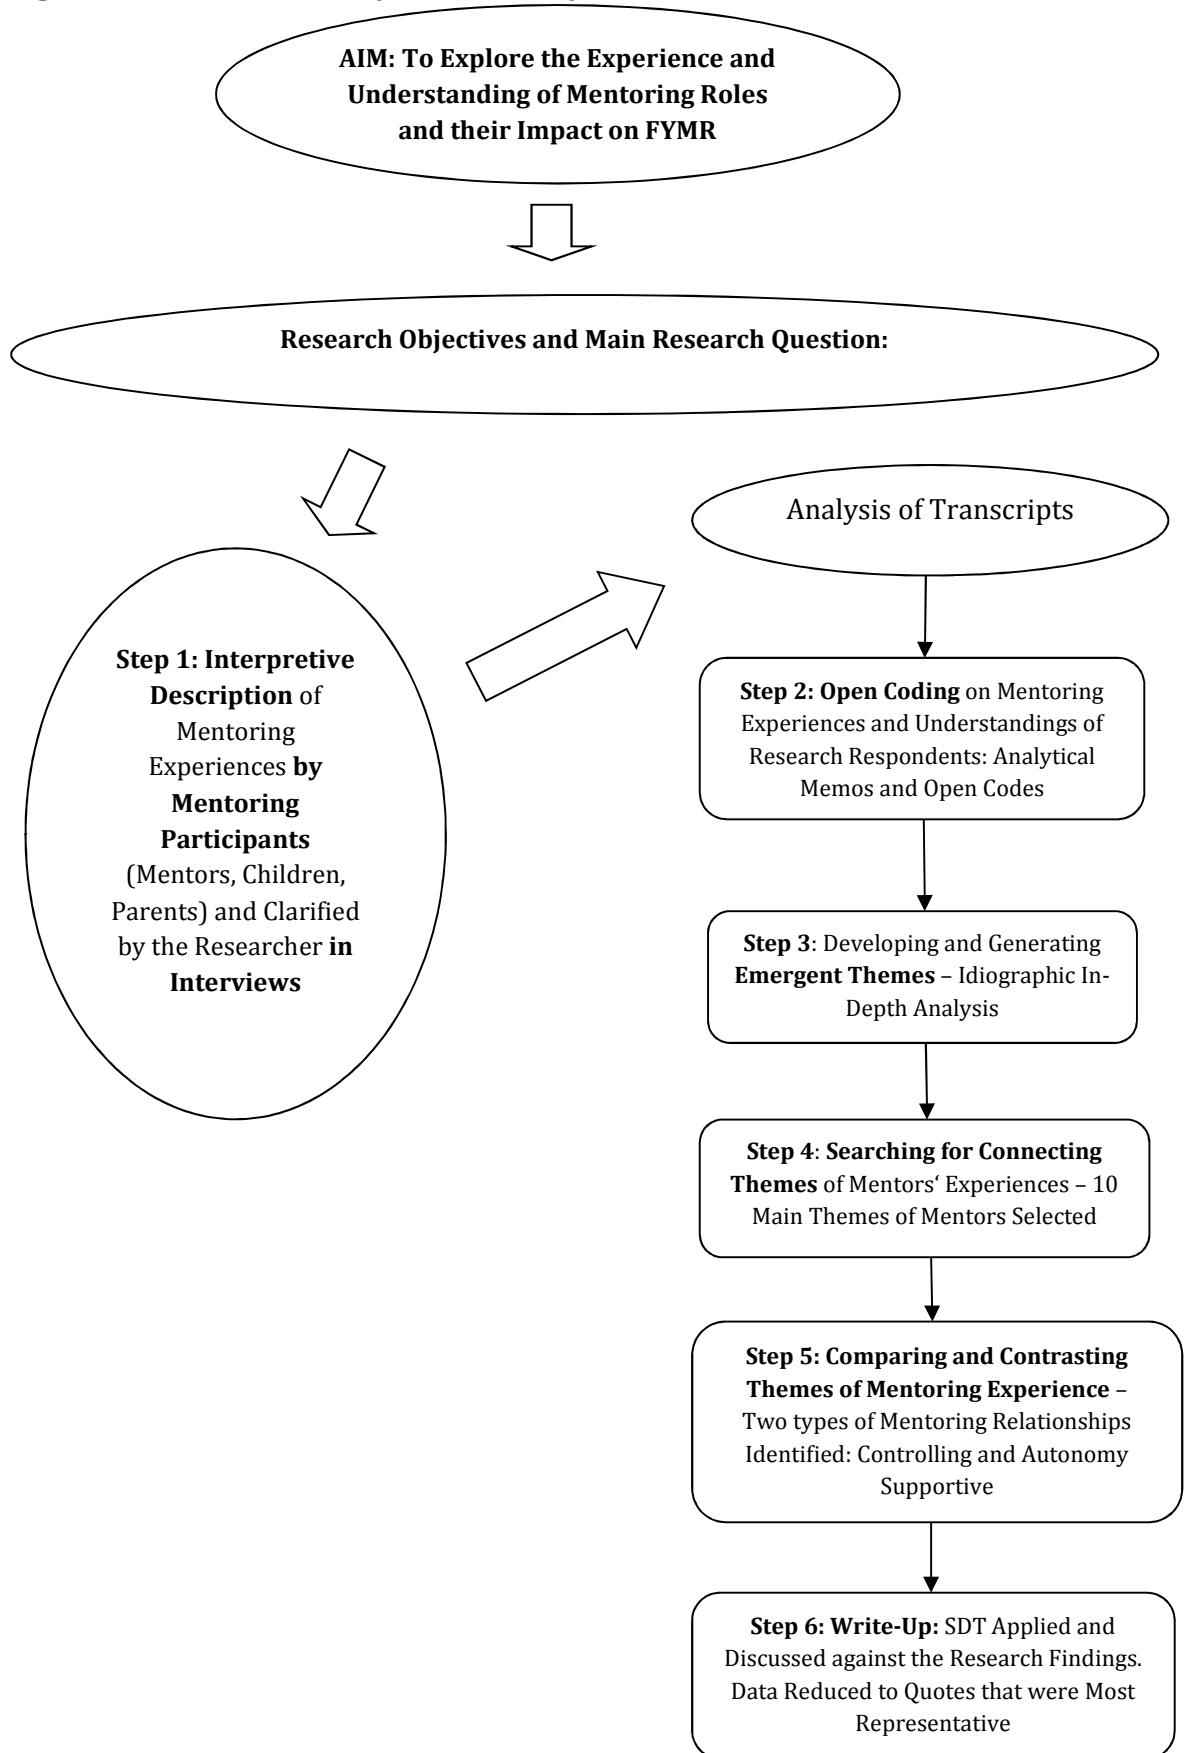 AIM: To Explore the Experience and
Understanding of Mentoring Roles
and their Impact on FYMR
Research Objectives and Main Research Question:
Analysis of Transcripts
Step 1: Interpretive
Description of
Mentoring
Experiences by
Mentoring
Participants
(Mentors, Children,
Parents) and Clarified
by the Researcher in
Interviews
Step 2: Open Coding on Mentoring
Experiences and Understandings of
Research Respondents: Analytical
Memos and Open Codes
Step 3: Developing and Generating
Emergent Themes – Idiographic In-
Depth Analysis
Step 4: Searching for Connecting
Themes of Mentors‘ Experiences – 10
Main Themes of Mentors Selected
Step 5: Comparing and Contrasting
Themes of Mentoring Experience –
Two types of Mentoring Relationships
Identified: Controlling and Autonomy
Supportive
Step 6: Write-Up: SDT Applied and
Discussed against the Research Findings.
Data Reduced to Quotes that were Most
Representative